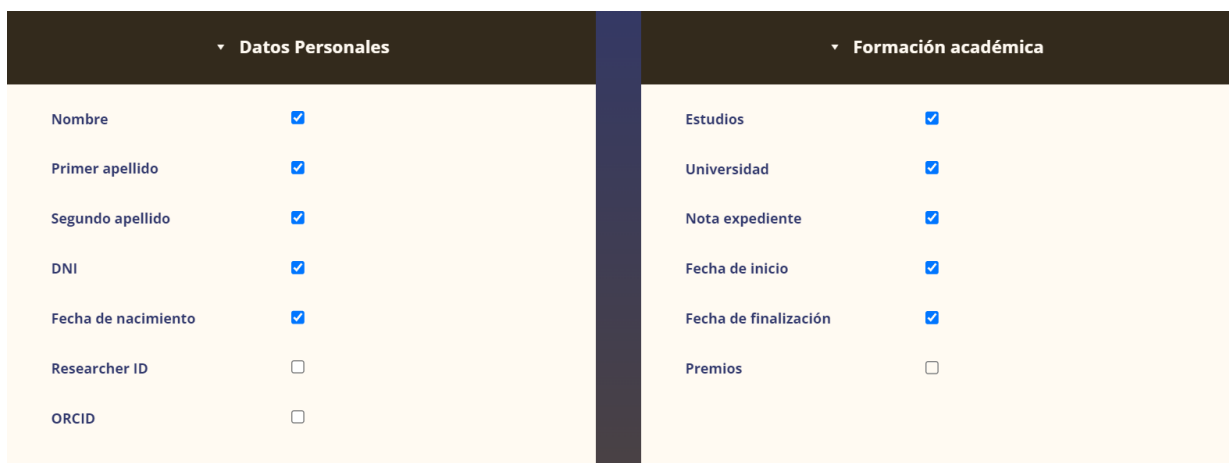 Datos Personales
Nombre
Primer apellido
Segundo apellido
DNI
Fecha de nacimiento
Researcher ID
ORCID
Formación académica
Estudios
Universidad
Nota expediente
Fecha de inicio
Fecha de finalización
Premios